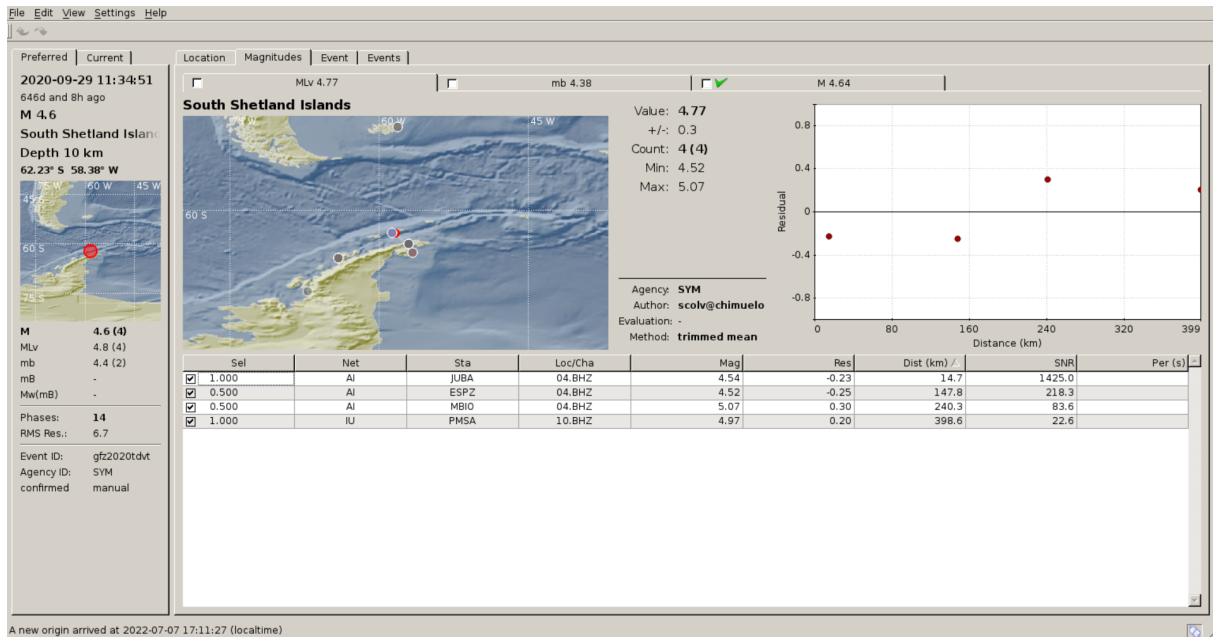 File Edit View Settings Help
Preferred Current
2020-09-29 11:34:51
646d and 8h ago
M 4.6
South Shetland Islan
Depth 10 km
62.23° S 58.38° W
75 W 60 W 45 W
45 S
60 S
75 S
M 4.6 (4)
MLv 4.8 (4)
mb 4.4 (2)
mB -
Mw(mB) -
Phases: 14
RMS Res.: 6.7
Event ID: gfz2020tdvt
Agency ID: SYM
confirmed manual
Location Magnitudes Event Events
MLv 4.77 mb 4.38 M 4.64
South Shetland Islands
60 W 45 W
60 S
Value: 4.77
+/-: 0.3
Count: 4 (4)
Min: 4.52
Max: 5.07
Agency: SYM
Author: scolv@chimuelo
Evaluation: -
Method: trimmed mean
0.8
0.4
0
-0.4
-0.8
Residual
0 80 160 240 320 399
Distance (km)
Sel Net Sta Loc/Cha Mag Res Dist (km) SNR Per (s)
1.000 AI JUBA 04.BHZ 4.54 -0.23 14.7 1425.0
0.500 AI ESPZ 04.BHZ 4.52 -0.25 147.8 218.3
0.500 AI MBIO 04.BHZ 5.07 0.30 240.3 83.6
1.000 IU PMSA 10.BHZ 4.97 0.20 398.6 22.6
A new origin arrived at 2022-07-07 17:11:27 (localtime)